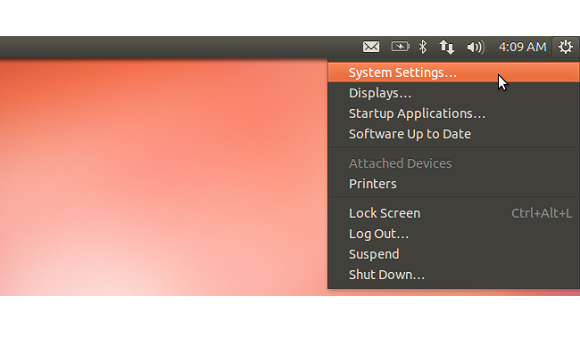 4:09 AM
System Settings...
Displays...
Startup Applications...
Software Up to Date
Attached Devices
Printers
Lock Screen Ctrl+Alt+L
Log Out...
Suspend
Shut Down...